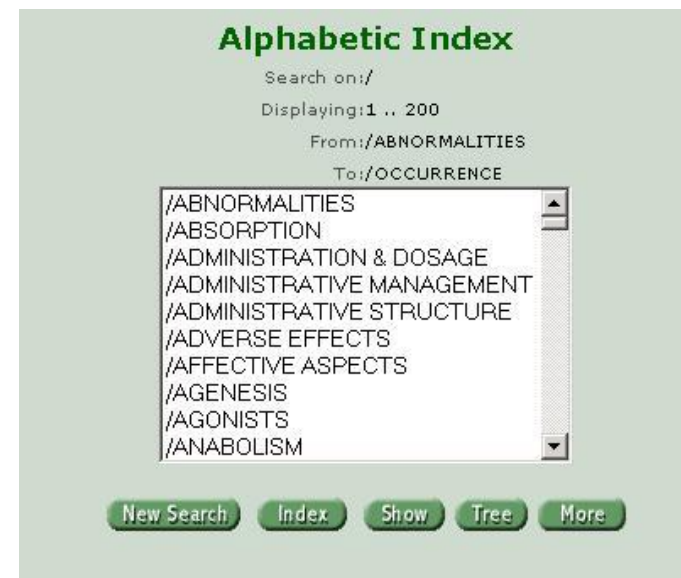 Alphabetic Index
Search on:/
Displaying:1 .. 200
From:/ABNORMALITIES
To:/OCCURRENCE
/ABNORMALITIES
/ABSORPTION
/ADMINISTRATION & DOSAGE
/ADMINISTRATIVE MANAGEMENT
/ADMINISTRATIVE STRUCTURE
/ADVERSE EFFECTS
/AFFECTIVE ASPECTS
/AGENESIS
/AGONISTS
/ANABOLISM
New Search Index Show Tree More